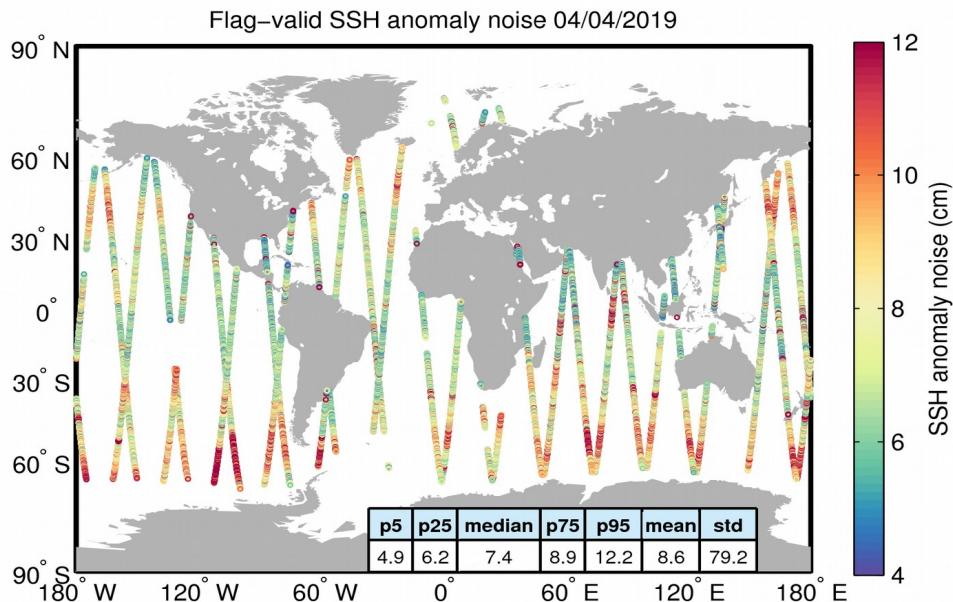 Flag−valid SSH anomaly noise 04/04/2019
90° N
60° N
30° N
0°
30° S
60° S
90° S
180° W
120° W
60° W
0°
60° E
120° E
180° E
p5 p25 median p75 p95 mean std
4.9 6.2 7.4 8.9 12.2 8.6 79.2
12
10
8
6
4
SSH anomaly noise (cm)